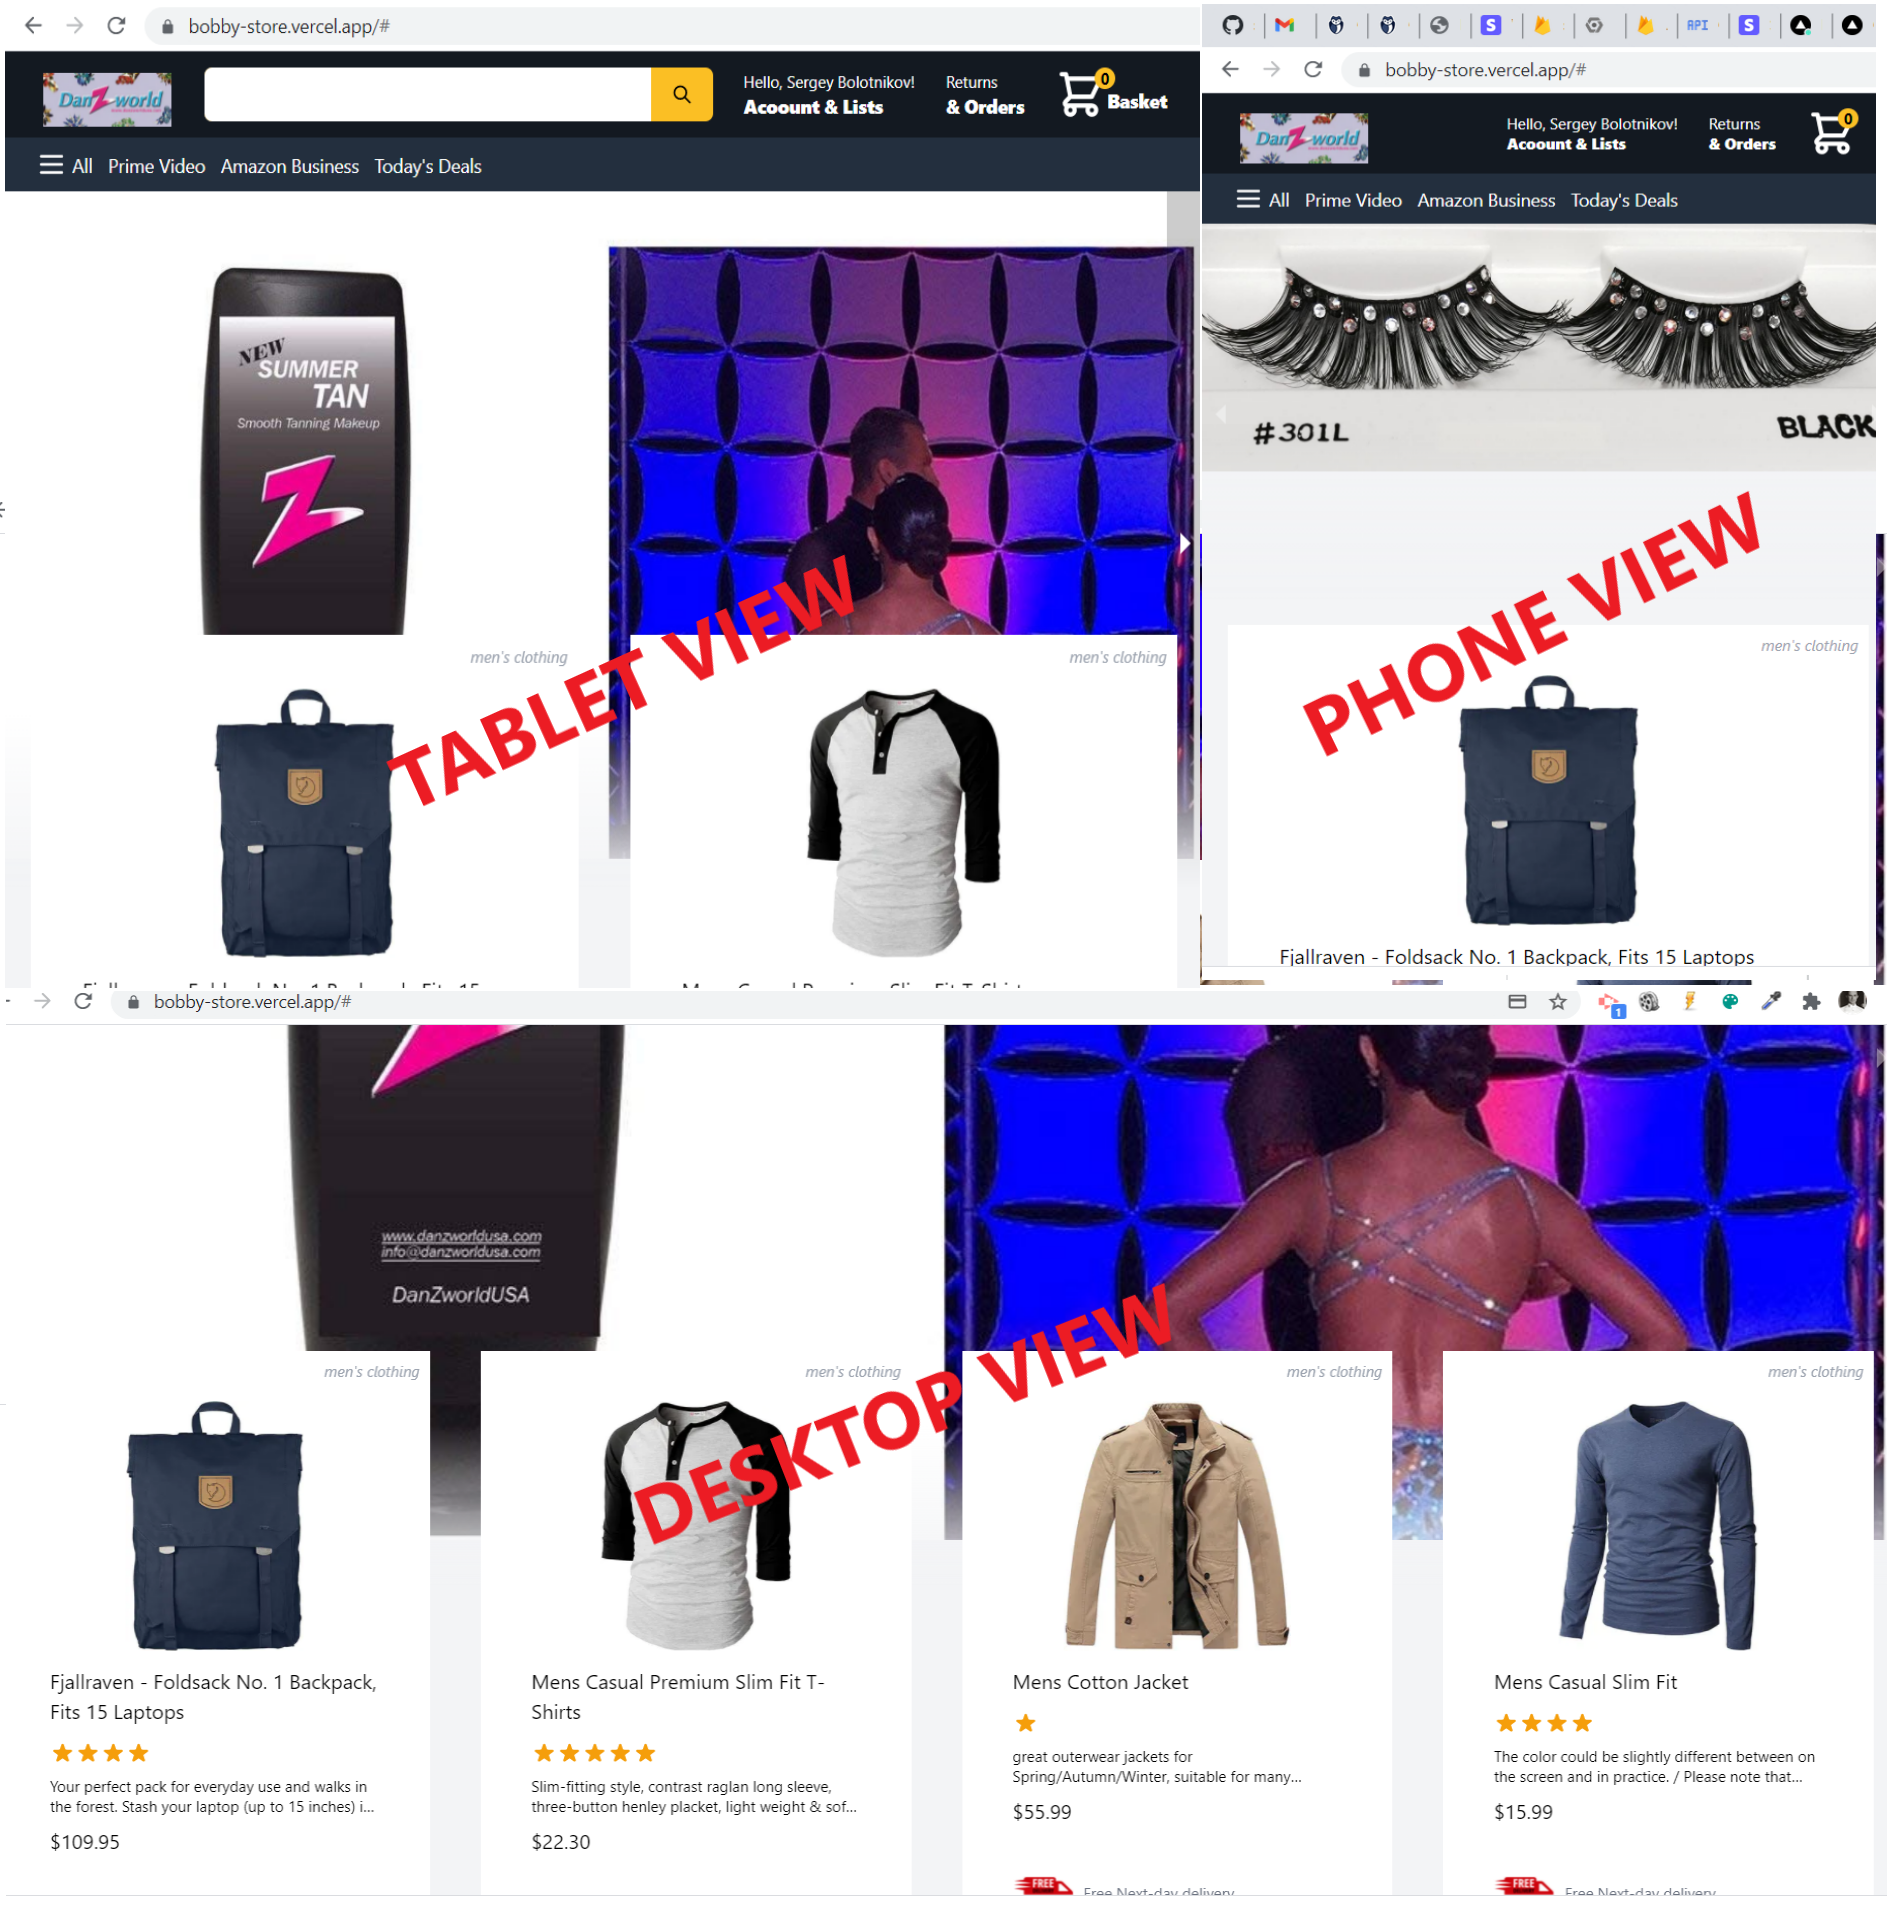 bobby-store.vercel.app/#
DanZworld
Hello, Sergey Bolotnikov!
Acoount & Lists
Returns
& Orders
0
Basket
All Prime Video Amazon Business Today's Deals
NEW
SUMMER
TAN
Smooth Tanning Makeup
Z
men's clothing
men's clothing
TABLET VIEW
API
bobby-store.vercel.app/#
DanZworld
Hello, Sergey Bolotnikov!
Acoount & Lists
Returns
& Orders
0
All Prime Video Amazon Business Today's Deals
#301L
BLACK
PHONE VIEW
men's clothing
Fjallraven - Foldsack No. 1 Backpack, Fits 15 Laptops
bobby-store.vercel.app/#
1
www.danzworldusa.com
info@danzworldusa.com
DanZworldUSA
DESKTOP VIEW
men's clothing
Fjallraven - Foldsack No. 1 Backpack,
Fits 15 Laptops
Your perfect pack for everyday use and walks in
the forest. Stash your laptop (up to 15 inches) i...
$109.95
men's clothing
Mens Casual Premium Slim Fit T-
Shirts
Slim-fitting style, contrast raglan long sleeve,
three-button henley placket, light weight & sof...
$22.30
men's clothing
Mens Cotton Jacket
great outerwear jackets for
Spring/Autumn/Winter, suitable for many...
$55.99
FREE
Free Next-day delivery
men's clothing
Mens Casual Slim Fit
The color could be slightly different between on
the screen and in practice. / Please note that...
$15.99
FREE
Free Next-day delivery